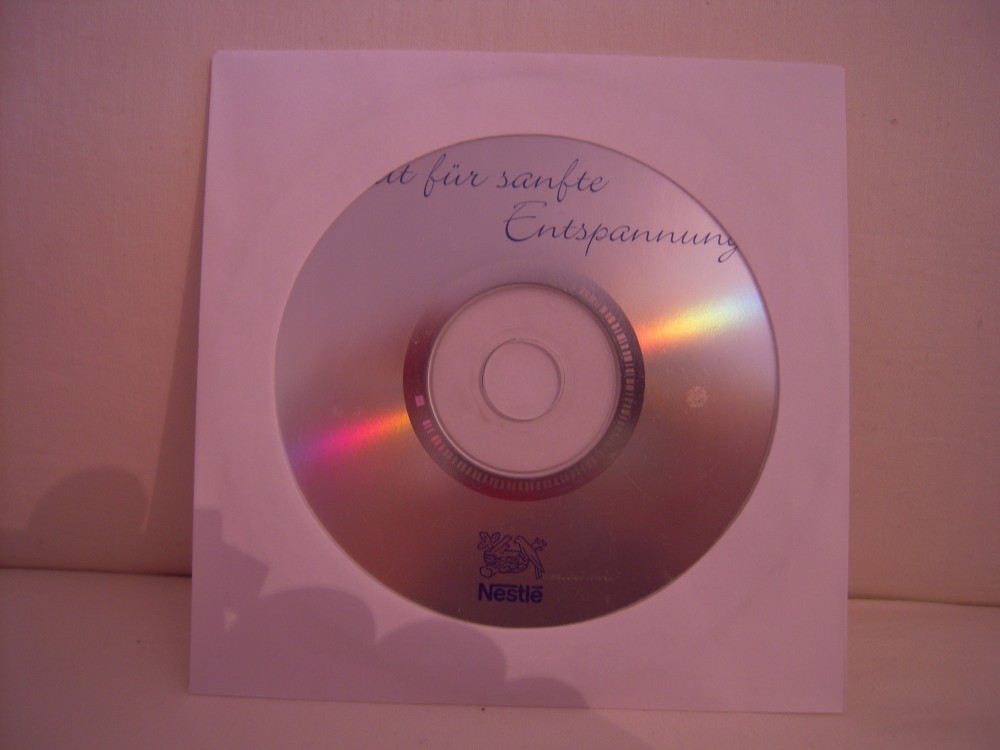 für sanfte
Entspannung
Nestlé